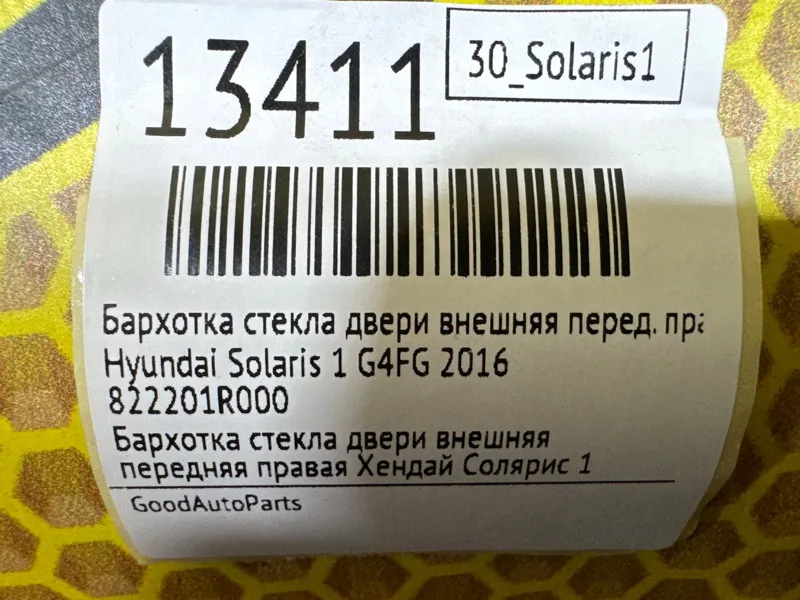 13411
30_Solaris1
Бархотка стекла двери внешняя перед. пра
Hyundai Solaris 1 G4FG 2016
822201R000
Бархотка стекла двери внешняя
передняя правая Хендай Солярис 1
GoodAutoParts